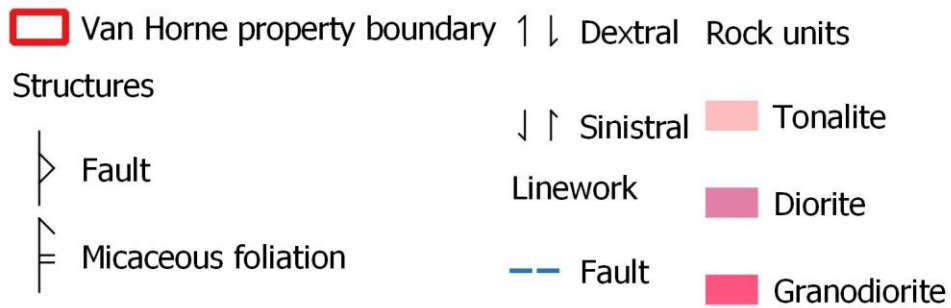 Van Horne property boundary
Structures
Fault
Micaceous foliation
Dextral
Sinistral
Linework
Fault
Rock units
Tonalite
Diorite
Granodiorite